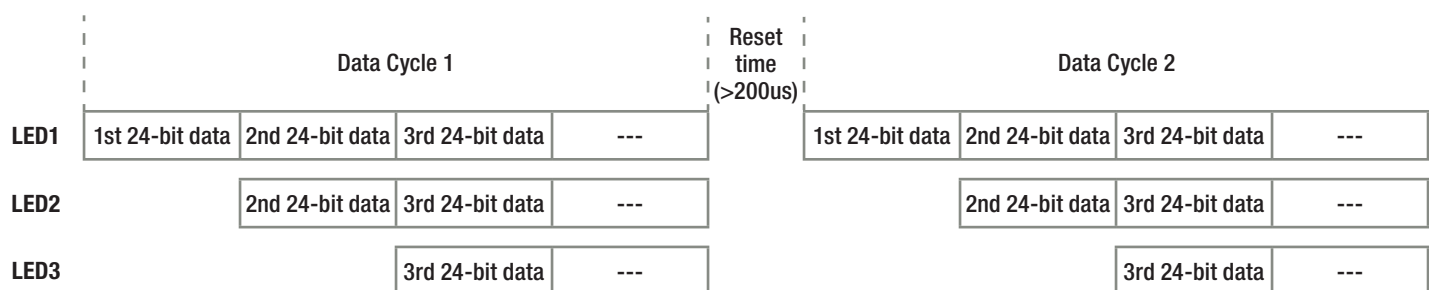 Data Cycle 1
Reset
time
(>200us)
Data Cycle 2
LED1 1st 24-bit data 2nd 24-bit data 3rd 24-bit data --- 1st 24-bit data 2nd 24-bit data 3rd 24-bit data ---
LED2 2nd 24-bit data 3rd 24-bit data --- 2nd 24-bit data 3rd 24-bit data ---
LED3 3rd 24-bit data --- 3rd 24-bit data ---